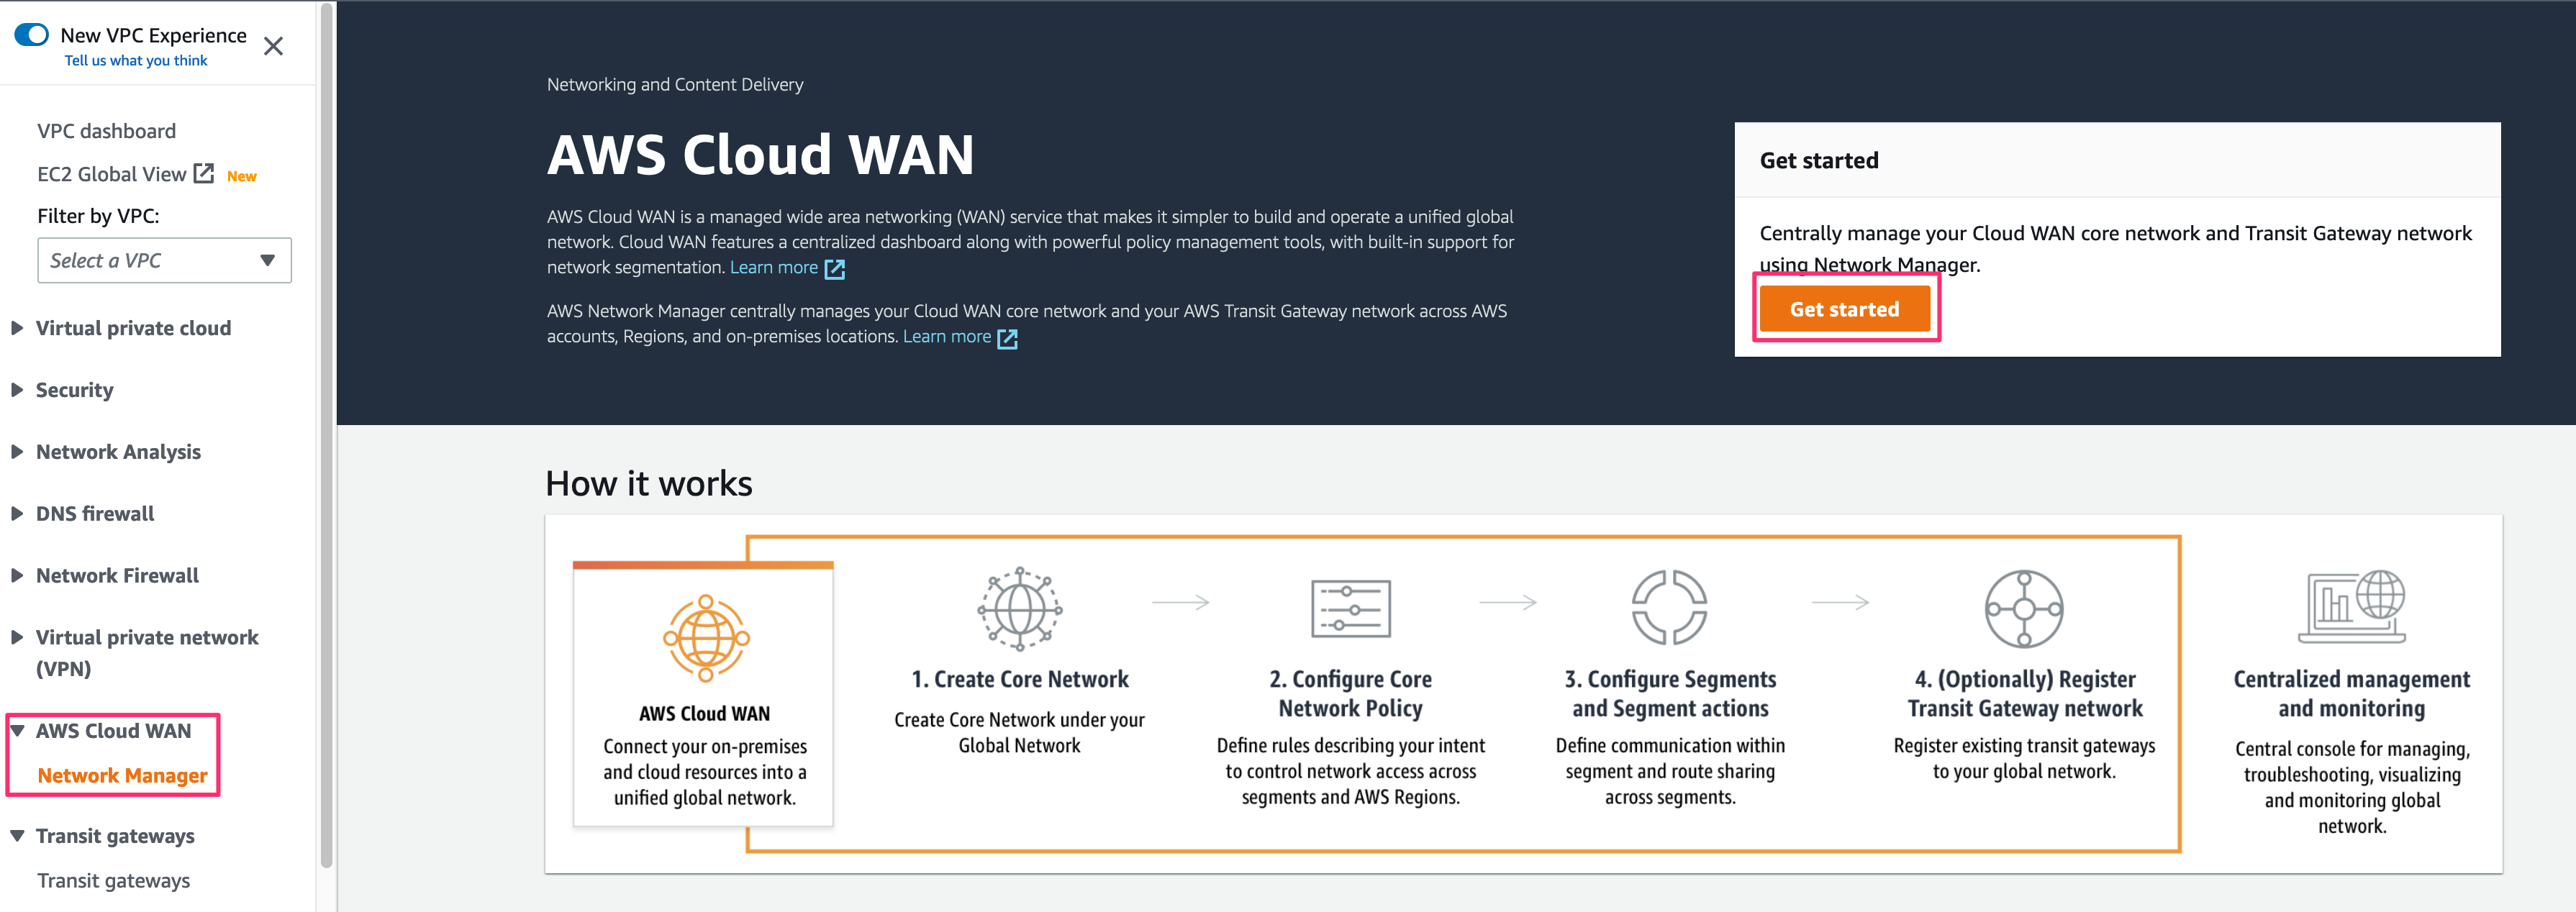 New VPC Experience
Tell us what you think
VPC dashboard
EC2 Global View New
Filter by VPC:
Select a VPC
Virtual private cloud
Security
Network Analysis
DNS firewall
Network Firewall
Virtual private network
(VPN)
AWS Cloud WAN
Network Manager
Transit gateways
Transit gateways
Networking and Content Delivery
AWS Cloud WAN
AWS Cloud WAN is a managed wide area networking (WAN) service that makes it simpler to build and operate a unified global
network. Cloud WAN features a centralized dashboard along with powerful policy management tools, with built-in support for
network segmentation. Learn more
AWS Network Manager centrally manages your Cloud WAN core network and your AWS Transit Gateway network across AWS
accounts, Regions, and on-premises locations. Learn more
Get started
Centrally manage your Cloud WAN core network and Transit Gateway network
using Network Manager.
Get started
How it works
AWS Cloud WAN
Connect your on-premises
and cloud resources into a
unified global network.
1. Create Core Network
Create Core Network under your
Global Network
2. Configure Core
Network Policy
Define rules describing your intent
to control network access across
segments and AWS Regions.
3. Configure Segments
and Segment actions
Define communication within
segment and route sharing
across segments.
4. (Optionally) Register
Transit Gateway network
Register existing transit gateways
to your global network.
Centralized management
and monitoring
Central console for managing,
troubleshooting, visualizing
and monitoring global
network.